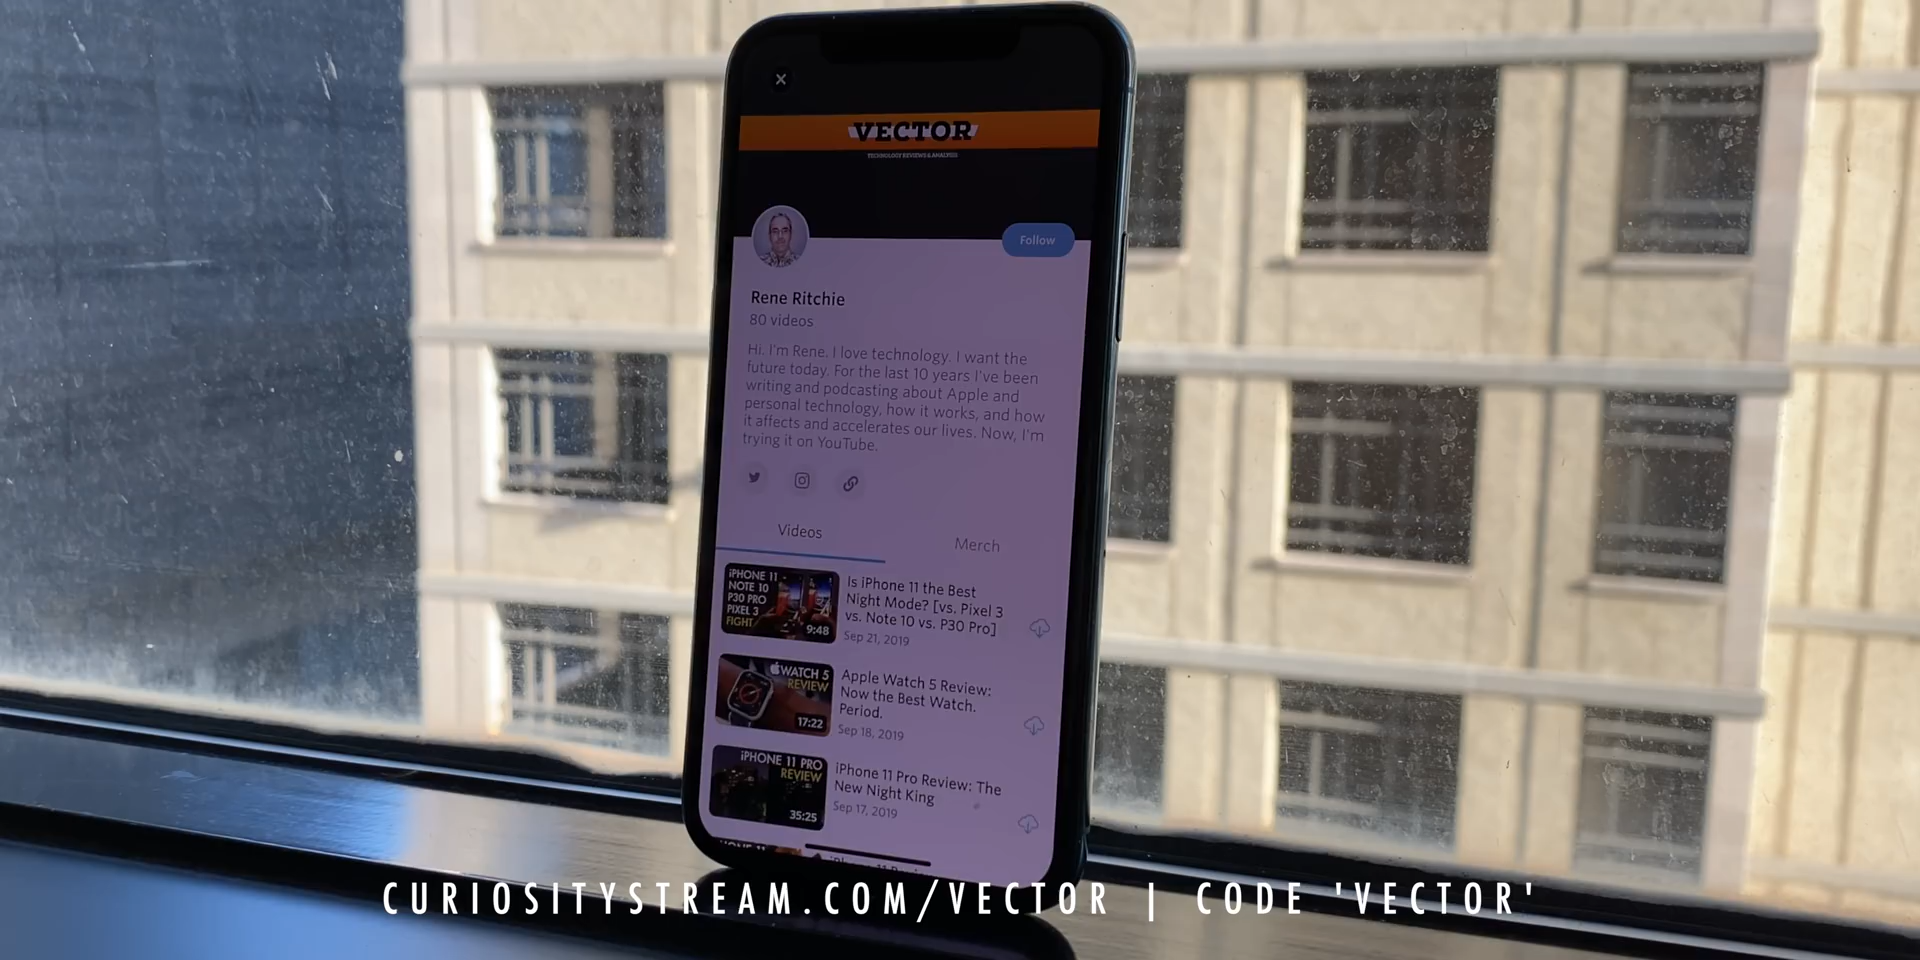 VECTOR
TECHNOLOGY REVIEWS & ANALYSIS
Follow
Rene Ritchie
80 videos
Hi. I'm Rene. I love technology. I want the
future today. For the last 10 years I've been
writing and podcasting about Apple and
personal technology, how it works, and how
it affects and accelerates our lives. Now, I'm
trying it on YouTube.
Videos
Merch
iPHONE 11
NOTE 10
P30 PRO
PIXEL 3
FIGHT
9:48
Is iPhone 11 the Best
Night Mode? [vs. Pixel 3
vs. Note 10 vs. P30 Pro]
Sep 21, 2019
WATCH 5
REVIEW
17:22
Apple Watch 5 Review:
Now the Best Watch.
Period.
Sep 18, 2019
iPHONE 11 PRO
REVIEW
35:25
iPhone 11 Pro Review: The
New Night King
Sep 17, 2019
CURIOSITYSTREAM.COM/VECTOR | CODE 'VECTOR'